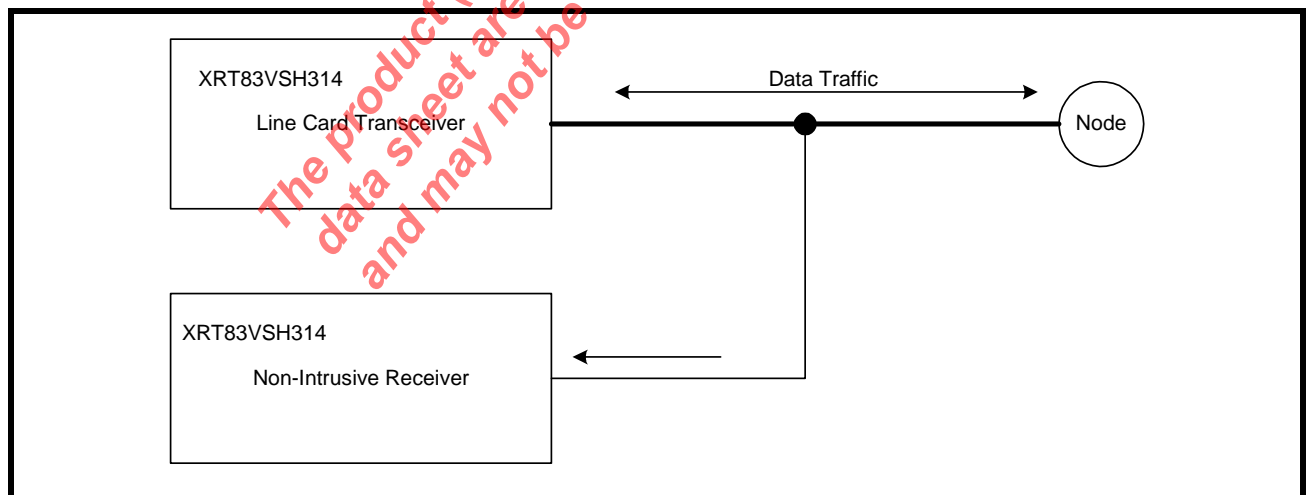 XRT83VSH314
Line Card Transceiver
Data Traffic
Node
XRT83VSH314
Non-Intrusive Receiver
The product
data sheet are
and may not be